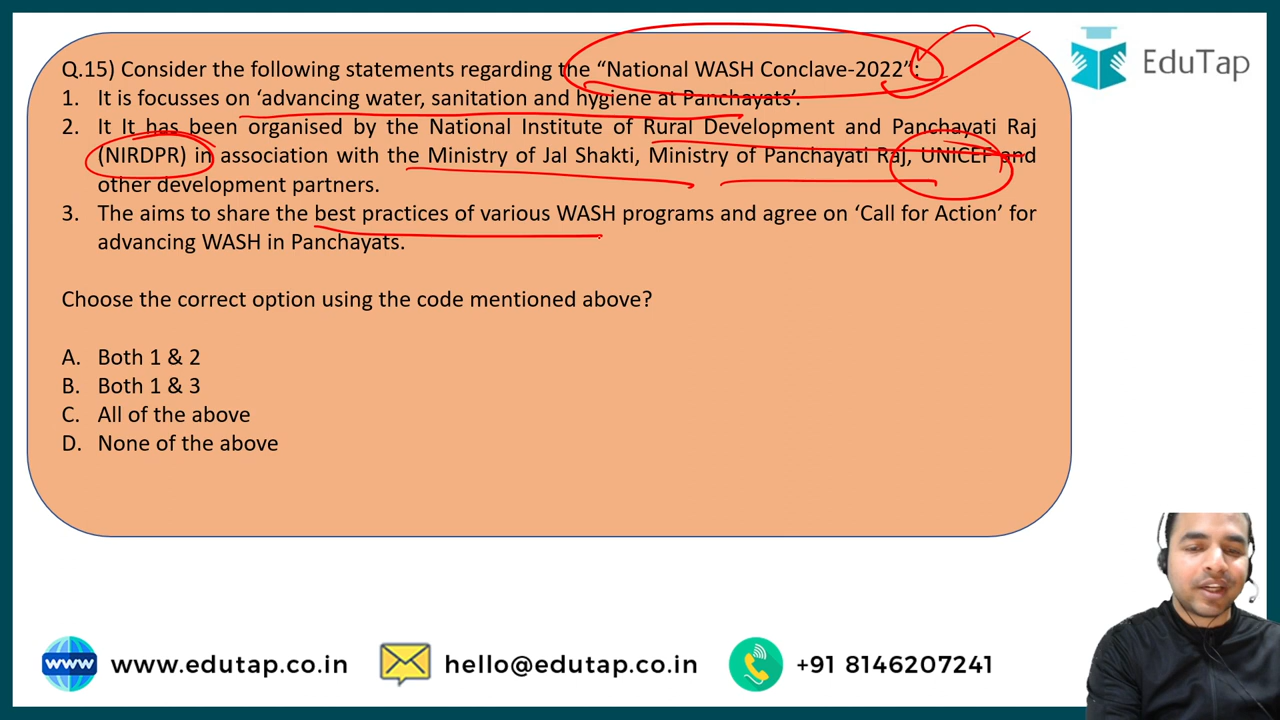 EduTap
Q.15) Consider the following statements regarding the “National WASH Conclave-2022”:
1. It is focusses on ‘advancing water, sanitation and hygiene at Panchayats’.
2. It It has been organised by the National Institute of Rural Development and Panchayati Raj
(NIRDPR) in association with the Ministry of Jal Shakti, Ministry of Panchayati Raj, UNICEF and
other development partners.
3. The aims to share the best practices of various WASH programs and agree on ‘Call for Action’ for
advancing WASH in Panchayats.
Choose the correct option using the code mentioned above?
A. Both 1 & 2
B. Both 1 & 3
C. All of the above
D. None of the above
www www.edutap.co.in hello@edutap.co.in +91 8146207241